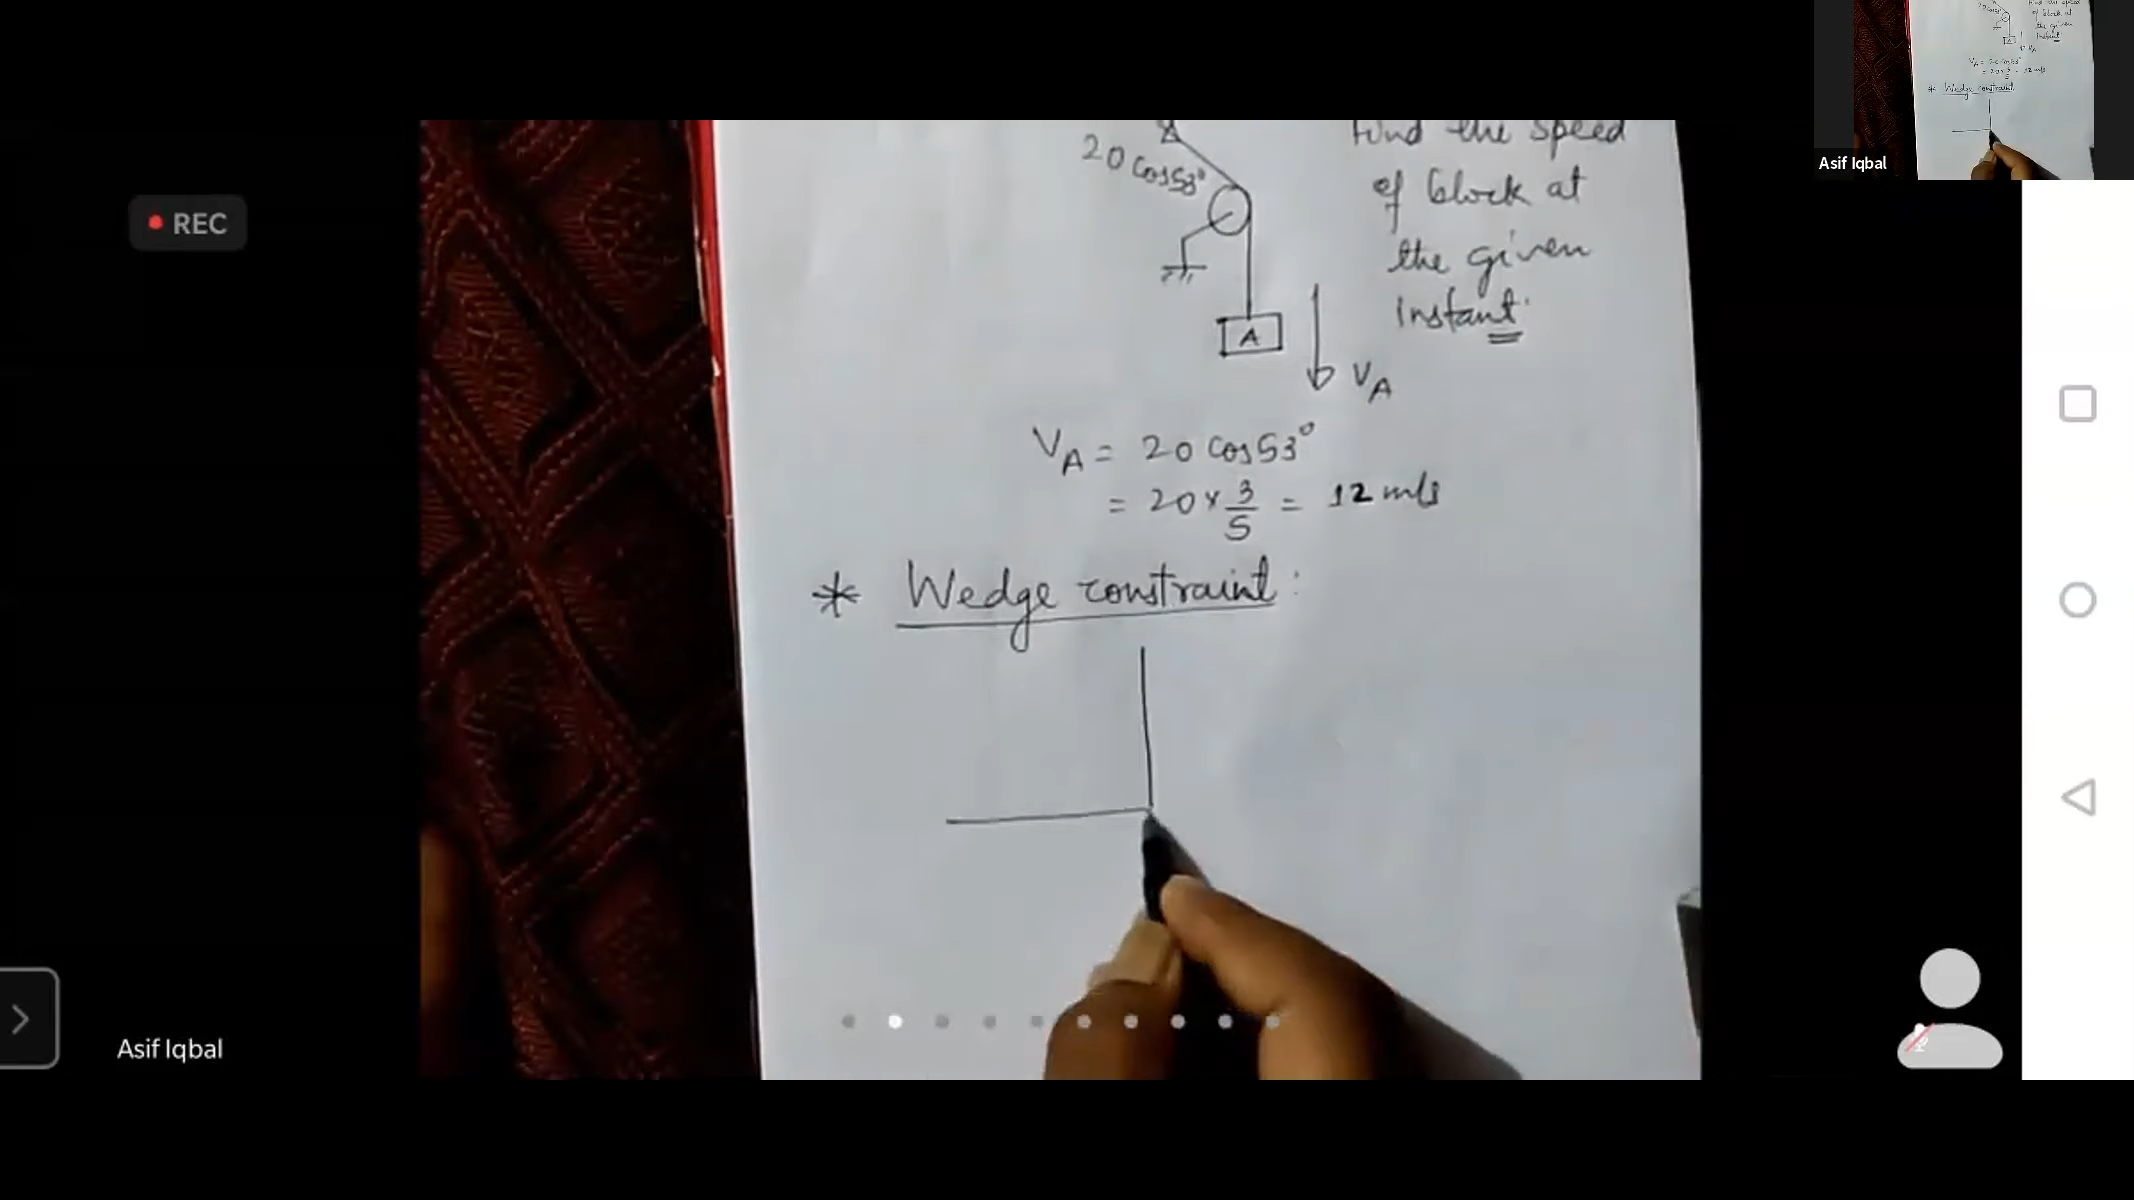 REC
20 cos53°
Find the speed
of block at
the given
instant.
A
VA
VA = 20 cos53°
= 20 × 3/5 = 12 m/s
* Wedge constraint:
Asif Iqbal
Asif Iqbal